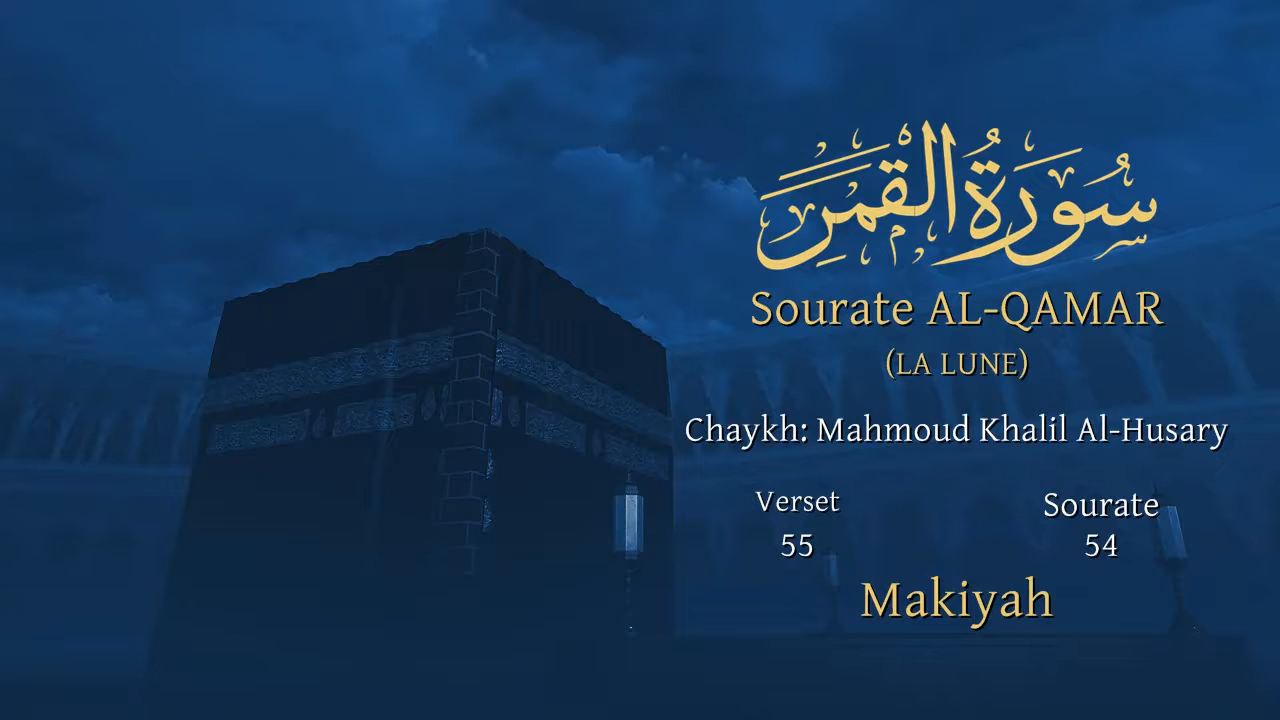 سُورَةُ القَمَرِ
Sourate AL-QAMAR
(LA LUNE)
Chaykh: Mahmoud Khalil Al-Husary
Verset Sourate
55 54
Makiyah